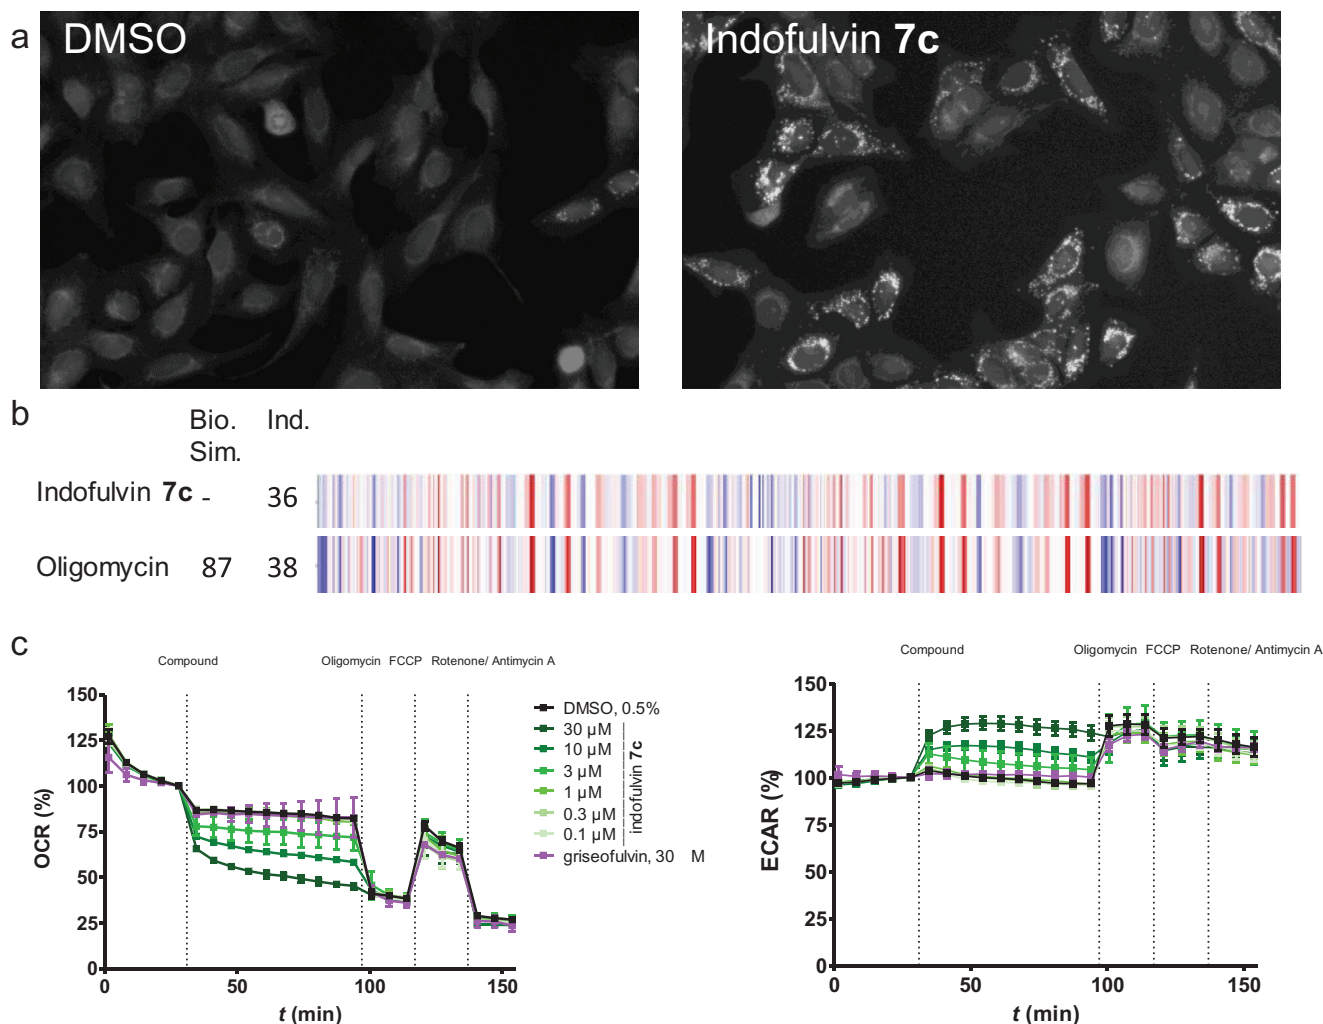 a
DMSO
Indofulvin 7c
b
Bio. Sim.
Ind.
Indofulvin 7c - 36
Oligomycin 87 38
c
Compound
Oligomycin FCCP Rotenone/ Antimycin A
150
125
100
75
50
25
0
OCR (%)
0 50 100 150
t (min)
DMSO, 0.5%
30 µM
10 µM
3 µM
1 µM
0.3 µM
0.1 µM
indofulvin 7c
griseofulvin, 30 M
Compound
Oligomycin FCCP Rotenone/ Antimycin A
150
125
100
75
50
25
0
ECAR (%)
0 50 100 150
t (min)